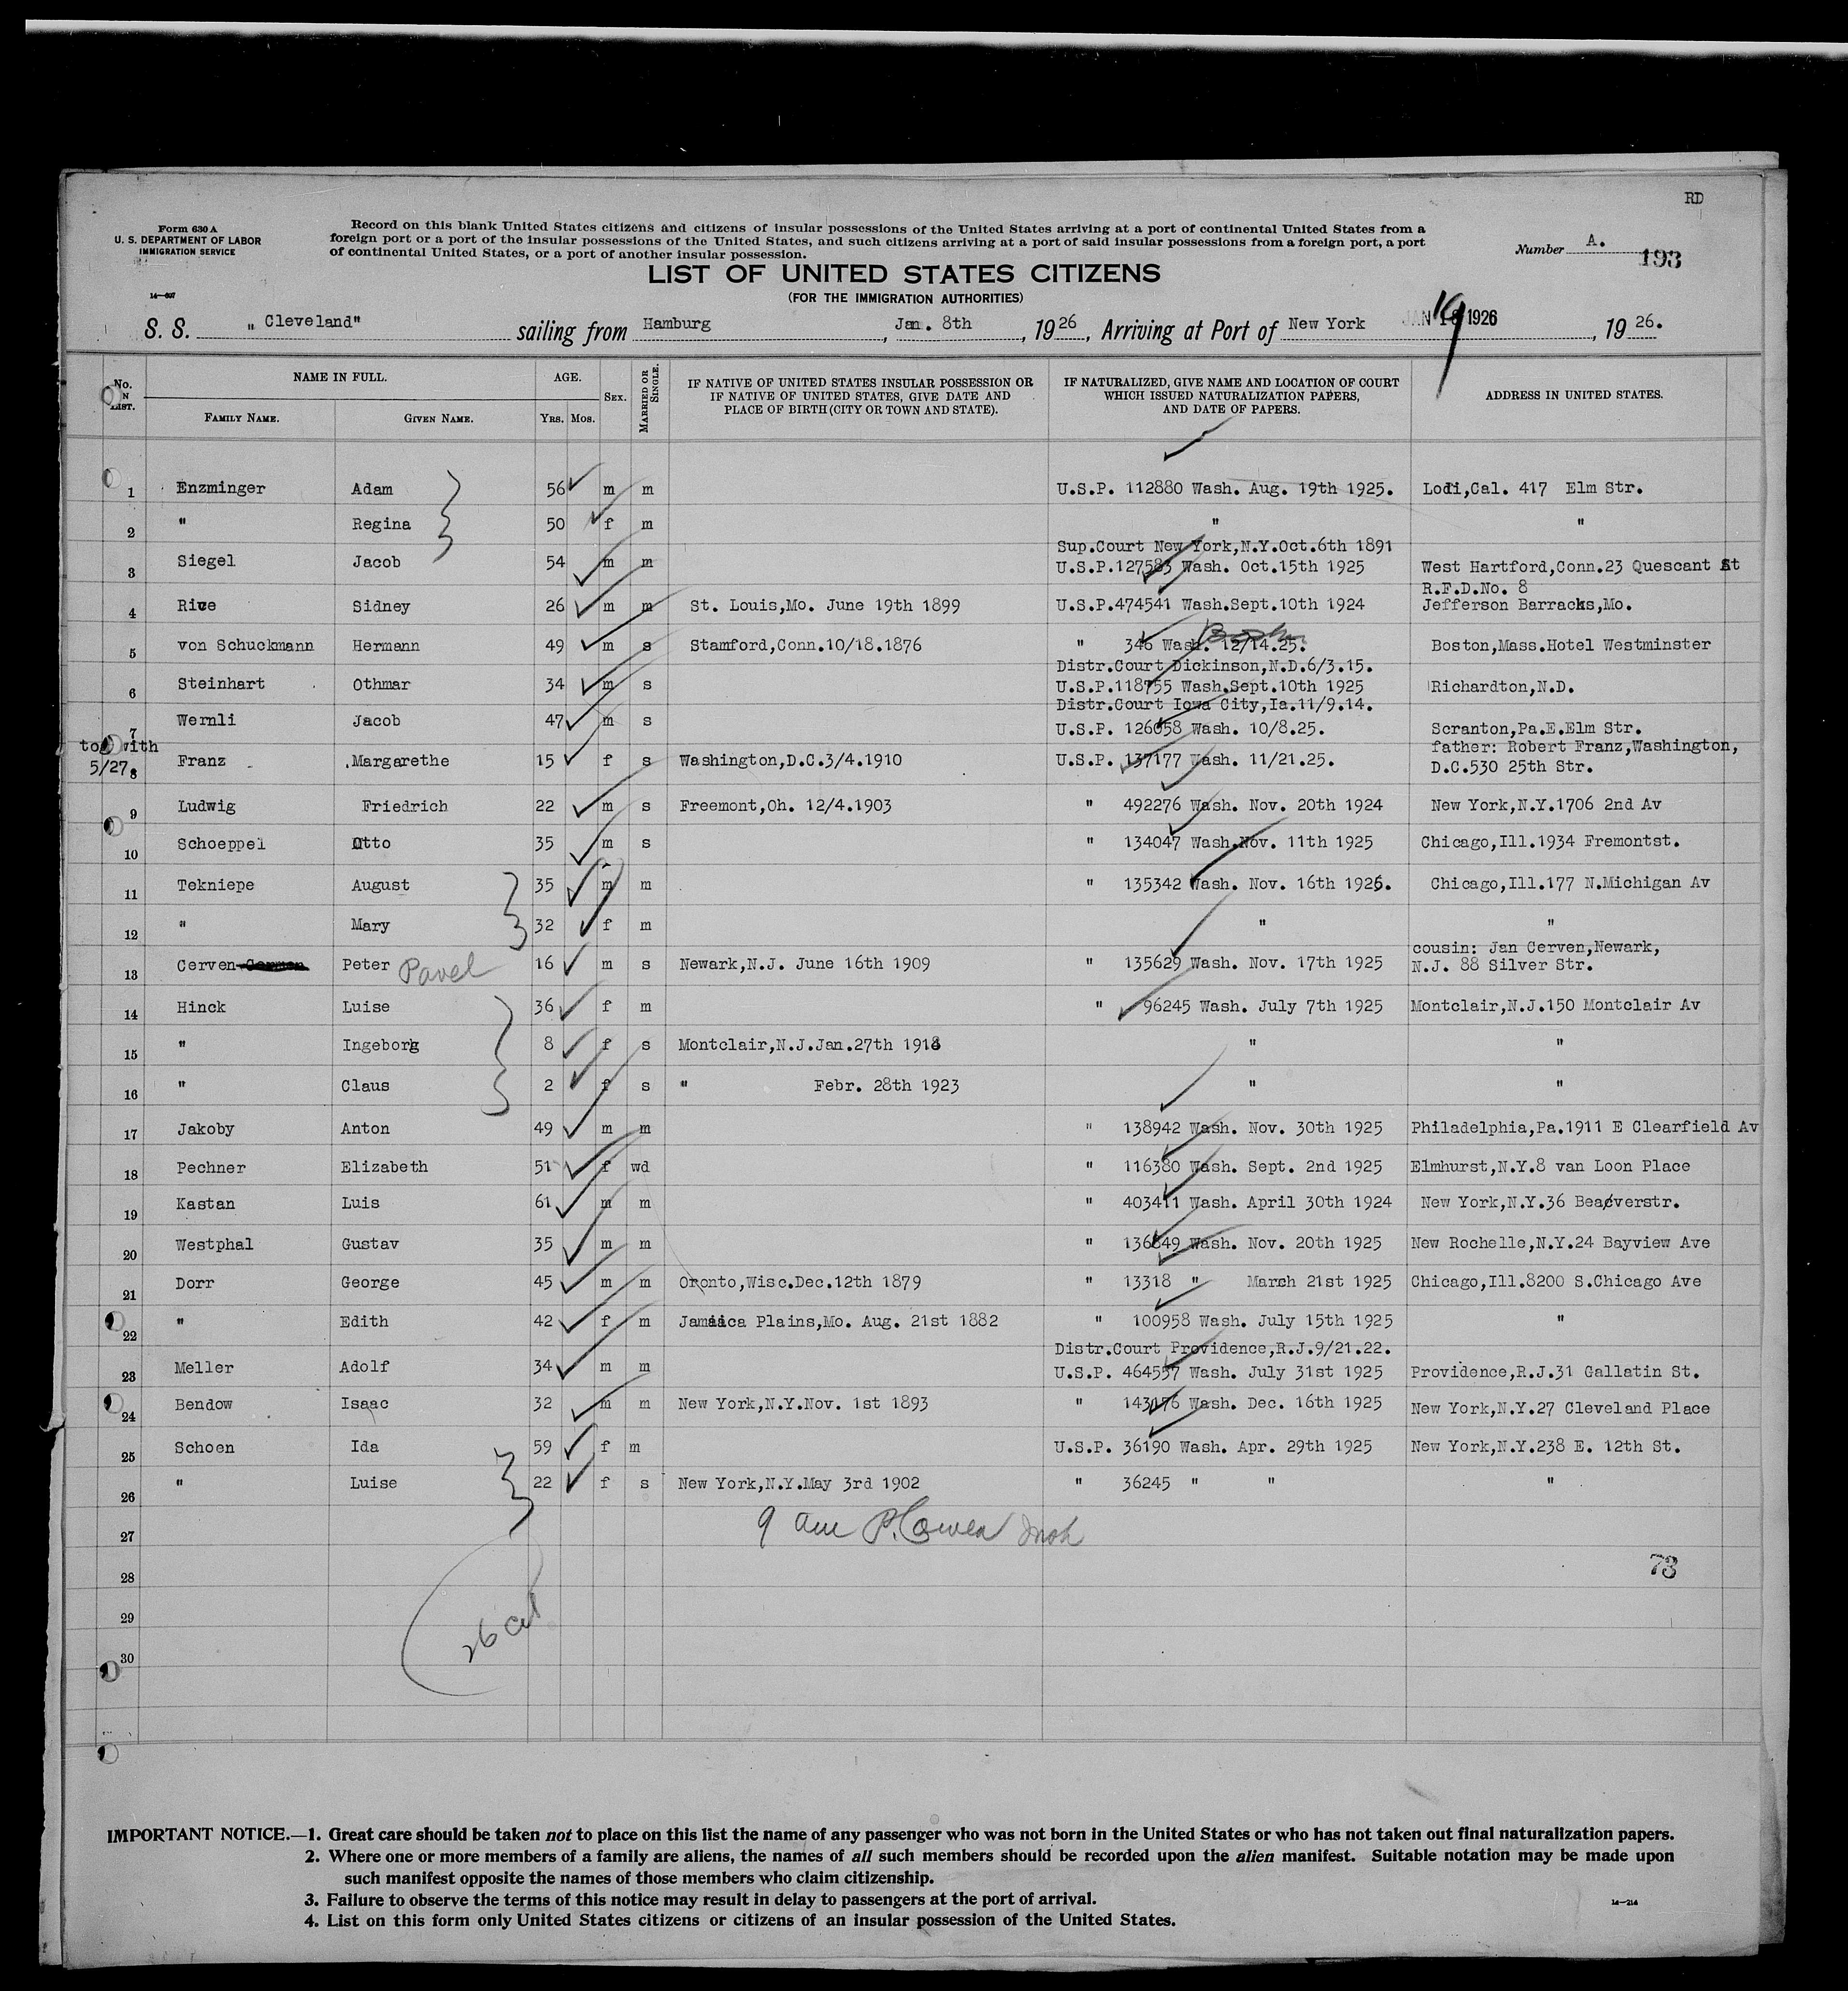 RD
Form 630 A
U. S. DEPARTMENT OF LABOR
IMMIGRATION SERVICE
14—607
Record on this blank United States citizens and citizens of insular possessions of the United States arriving at a port of continental United States from a
foreign port or a port of the insular possessions of the United States, and such citizens arriving at a port of said insular possessions from a foreign port, a port
of continental United States, or a port of another insular possession.
Number A. 193
LIST OF UNITED STATES CITIZENS
(FOR THE IMMIGRATION AUTHORITIES)
S. S. "Cleveland" sailing from Hamburg, Jan. 8th, 1926, Arriving at Port of New York JAN 19 1926, 1926.
No. ON LIST. NAME IN FULL. AGE. SEX. MARRIED OR SINGLE. IF NATIVE OF UNITED STATES INSULAR POSSESSION OR IF NATIVE OF UNITED STATES, GIVE DATE AND PLACE OF BIRTH (CITY OR TOWN AND STATE). IF NATURALIZED, GIVE NAME AND LOCATION OF COURT WHICH ISSUED NATURALIZATION PAPERS, AND DATE OF PAPERS. ADDRESS IN UNITED STATES.
FAMILY NAME. GIVEN NAME. YRS. MOS.
1 Enzminger Adam 56 m m U.S.P. 112880 Wash. Aug. 19th 1925. Lodi,Cal. 417 Elm Str.
2 " Regina 50 f m " "
Sup.Court New York,N.Y.Oct.6th 1891
3 Siegel Jacob 54 m m U.S.P.127583 Wash. Oct.15th 1925 West Hartford,Conn.23 Quescant St
R.F.D.No. 8
4 Rice Sidney 26 m m St. Louis,Mo. June 19th 1899 U.S.P.474541 Wash.Sept.10th 1924 Jefferson Barracks,Mo.
5 von Schuckmann Hermann 49 m s Stamford,Conn.10/18.1876 " 346 Wash. 12/14.25. Boston,Mass.Hotel Westminster
Distr.Court Dickinson,N.D.6/3.15.
6 Steinhart Othmar 34 m s U.S.P.118755 Wash.Sept.10th 1925 Richardton,N.D.
Distr.Court Iowa City,Ia.11/9.14.
7 Wernli Jacob 47 m s U.S.P. 126058 Wash. 10/8.25. Scranton,Pa.E.Elm Str.
tog with father: Robert Franz,Washington,
5/27 8 Franz Margarethe 15 f s Washington,D.C.3/4.1910 U.S.P. 137177 Wash. 11/21.25. D.C.530 25th Str.
9 Ludwig Friedrich 22 m s Freemont,Oh. 12/4.1903 " 492276 Wash. Nov. 20th 1924 New York,N.Y.1706 2nd Av
10 Schoeppel Otto 35 m s " 134047 Wash.Nov. 11th 1925 Chicago,Ill.1934 Fremontst.
11 Tekniepe August 35 m m " 135342 Wash. Nov. 16th 1926. Chicago,Ill.177 N.Michigan Av
12 " Mary 32 f m " "
cousin: Jan Cerven,Newark,
13 Cerven Peter Pavel 16 m s Newark,N.J. June 16th 1909 " 135629 Wash. Nov. 17th 1925 N.J. 88 Silver Str.
14 Hinck Luise 36 f m " 96245 Wash. July 7th 1925 Montclair,N.J.150 Montclair Av
15 " Ingeborg 8 f s Montclair,N.J.Jan.27th 1918 " "
16 " Claus 2 f s " Febr. 28th 1923 " "
17 Jakoby Anton 49 m m " 138942 Wash. Nov. 30th 1925 Philadelphia,Pa.1911 E Clearfield Av
18 Pechner Elizabeth 51 f wd " 116380 Wash. Sept. 2nd 1925 Elmhurst,N.Y.8 van Loon Place
19 Kastan Luis 61 m m " 403411 Wash. April 30th 1924 New York,N.Y.36 Beaverstr.
20 Westphal Gustav 35 m m " 136849 Wash. Nov. 20th 1925 New Rochelle,N.Y.24 Bayview Ave
21 Dorr George 45 m m Oronto,Wisc.Dec.12th 1879 " 13318 " March 21st 1925 Chicago,Ill.8200 S.Chicago Ave
22 " Edith 42 f m Jamaica Plains,Mo. Aug. 21st 1882 " 100958 Wash. July 15th 1925 "
Distr.Court Providence,R.J.9/21.22.
23 Meller Adolf 34 m m U.S.P. 464557 Wash. July 31st 1925 Providence,R.J.31 Gallatin St.
24 Bendow Isaac 32 m m New York,N.Y.Nov. 1st 1893 " 143176 Wash. Dec. 16th 1925 New York,N.Y.27 Cleveland Place
25 Schoen Ida 59 f m U.S.P. 36190 Wash. Apr. 29th 1925 New York,N.Y.238 E. 12th St.
26 " Luise 22 f s New York,N.Y.May 3rd 1902 " 36245 " " "
27 9 am
28 73
29 26
30
IMPORTANT NOTICE.—1. Great care should be taken not to place on this list the name of any passenger who was not born in the United States or who has not taken out final naturalization papers.
2. Where one or more members of a family are aliens, the names of all such members should be recorded upon the alien manifest. Suitable notation may be made upon
such manifest opposite the names of those members who claim citizenship.
3. Failure to observe the terms of this notice may result in delay to passengers at the port of arrival.
4. List on this form only United States citizens or citizens of an insular possession of the United States.
14—214